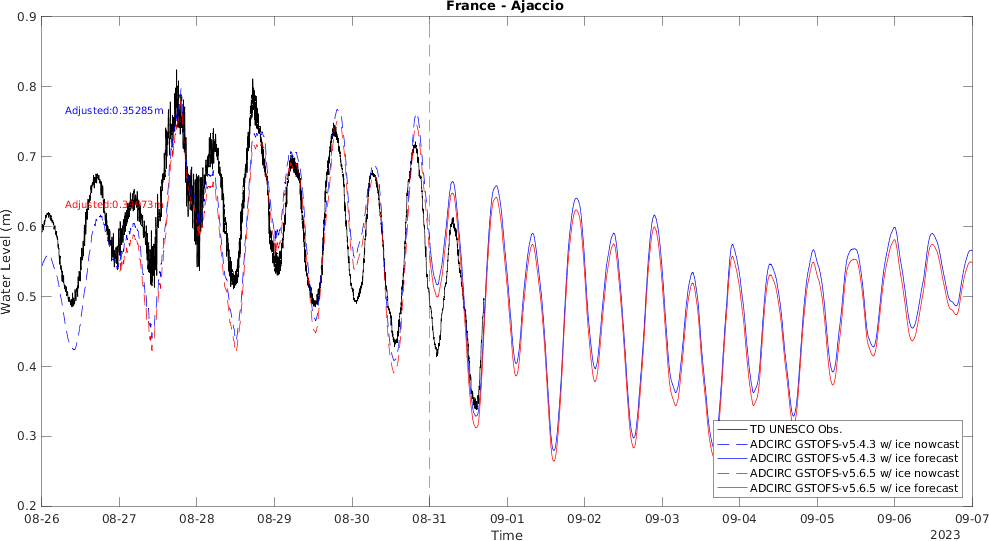 France - Ajaccio
0.9
0.8
0.7
0.6
0.5
0.4
0.3
0.2
Water Level (m)
Adjusted:0.35285m
TD UNESCO Obs.
ADCIRC GSTOFS-v5.4.3 w/ ice nowcast
ADCIRC GSTOFS-v5.4.3 w/ ice forecast
ADCIRC GSTOFS-v5.6.5 w/ ice nowcast
ADCIRC GSTOFS-v5.6.5 w/ ice forecast
08-26 08-27 08-28 08-29 08-30 08-31 09-01 09-02 09-03 09-04 09-05 09-06 09-07
Time
2023